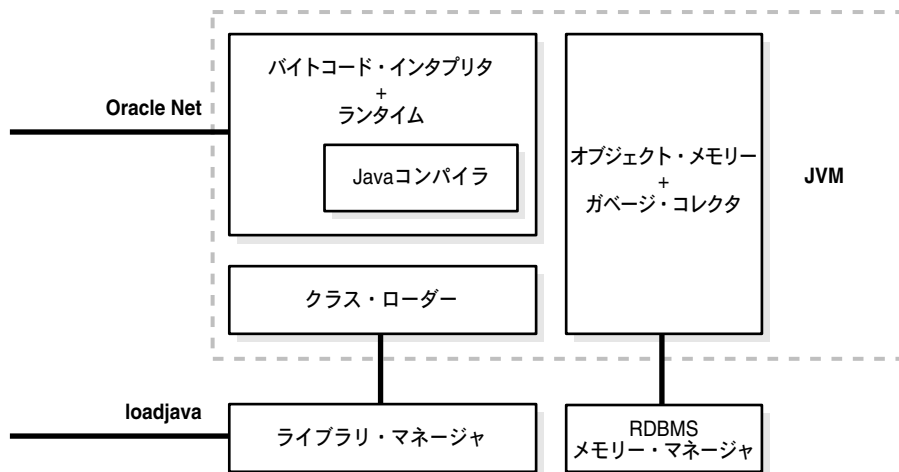 バイトコード・インタプリタ
+
ランタイム
Oracle Net
Javaコンパイラ
オブジェクト・メモリー
+
ガベージ・コレクタ
JVM
クラス・ローダー
loadjava
ライブラリ・マネージャ
RDBMS
メモリー・マネージャ